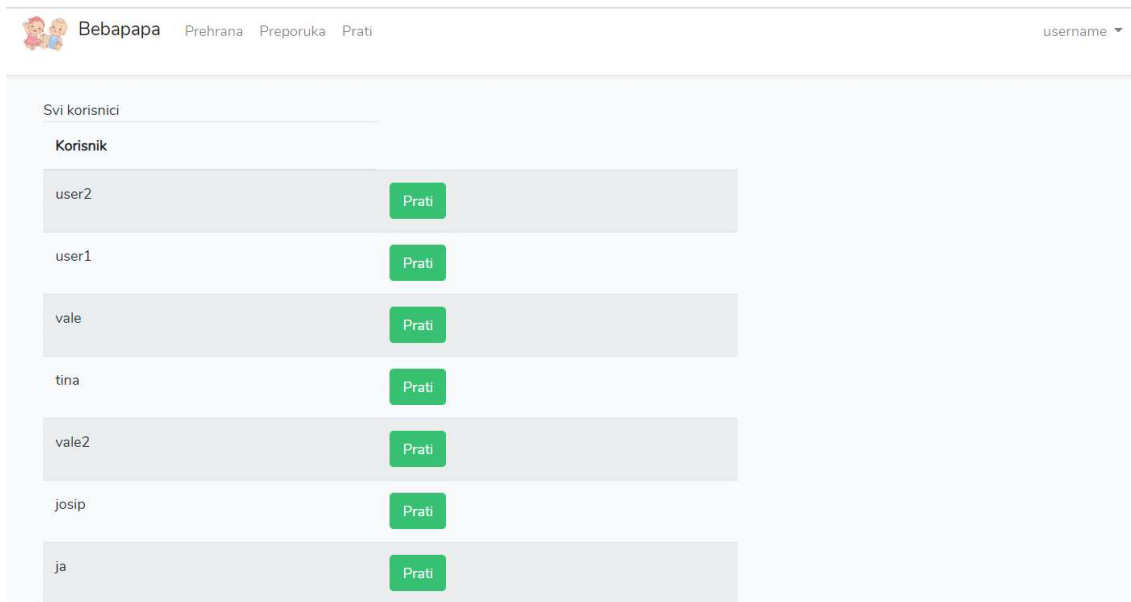 Bebapapa Prehrana Preporuka Prati username
Svi korisnici
Korisnik
user2 Prati
user1 Prati
vale Prati
tina Prati
vale2 Prati
josip Prati
ja Prati